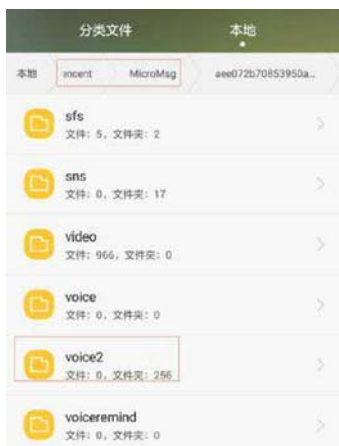 分类文件 本地
本地 encent MicroMsg aee072b70853950a...
sfs
文件: 5, 文件夹: 2
sns
文件: 0, 文件夹: 17
video
文件: 966, 文件夹: 0
voice
文件: 0, 文件夹: 0
voice2
文件: 0, 文件夹: 256
voiceremind
文件: 0, 文件夹: 0